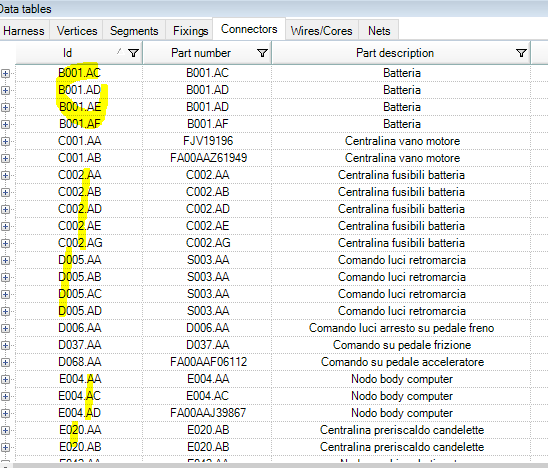 Data tables
Harness Vertices Segments Fixings Connectors Wires/Cores Nets
Id Part number Part description
B001.AC B001.AC Batteria
B001.AD B001.AD Batteria
B001.AE B001.AD Batteria
B001.AF B001.AF Batteria
C001.AA FJV19196 Centralina vano motore
C001.AB FA00AAZ61949 Centralina vano motore
C002.AA C002.AA Centralina fusibili batteria
C002.AB C002.AB Centralina fusibili batteria
C002.AD C002.AD Centralina fusibili batteria
C002.AE C002.AE Centralina fusibili batteria
C002.AG C002.AG Centralina fusibili batteria
D005.AA S003.AA Comando luci retromarcia
D005.AB S003.AA Comando luci retromarcia
D005.AC S003.AA Comando luci retromarcia
D005.AD S003.AA Comando luci retromarcia
D006.AA D006.AA Comando luci arresto su pedale freno
D037.AA D037.AA Comando su pedale frizione
D068.AA FA00AAF06112 Comando su pedale acceleratore
E004.AA E004.AA Nodo body computer
E004.AC E004.AC Nodo body computer
E004.AD FA00AAJ39867 Nodo body computer
E020.AA E020.AB Centralina preriscaldo candelette
E020.AB E020.AB Centralina preriscaldo candelette